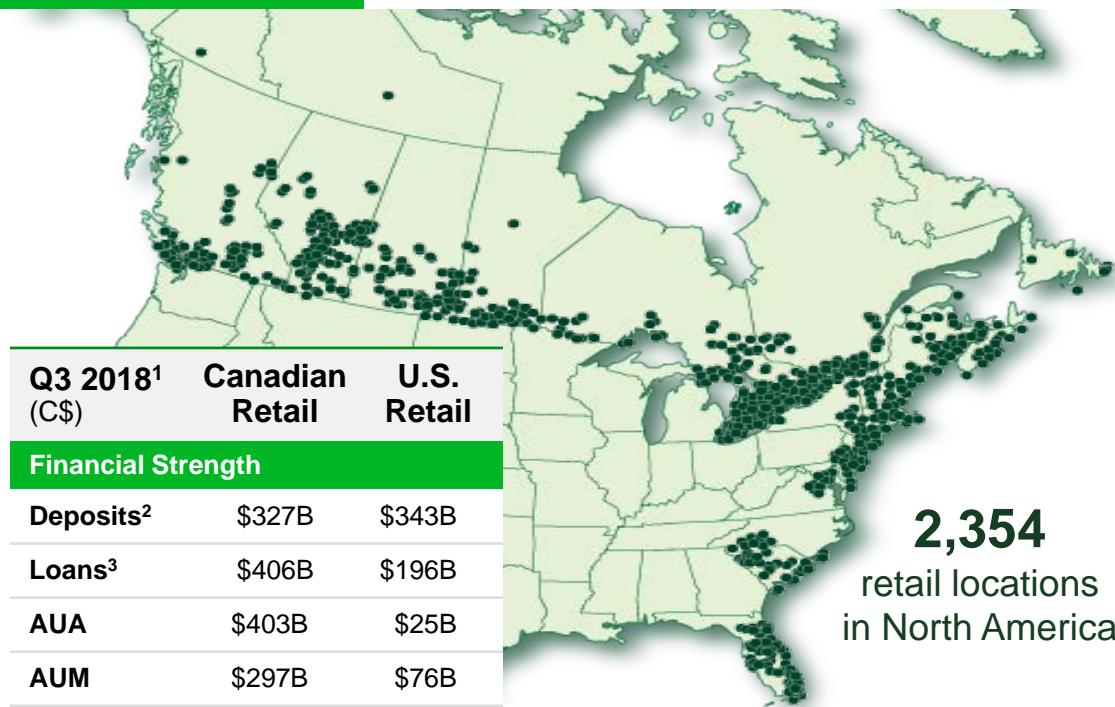 Q3 2018¹ Canadian U.S.
(C$) Retail Retail
Financial Strength
Deposits² $327B $343B
Loans³ $406B $196B
AUA $403B $25B
AUM $297B $76B
2,354
retail locations
in North America